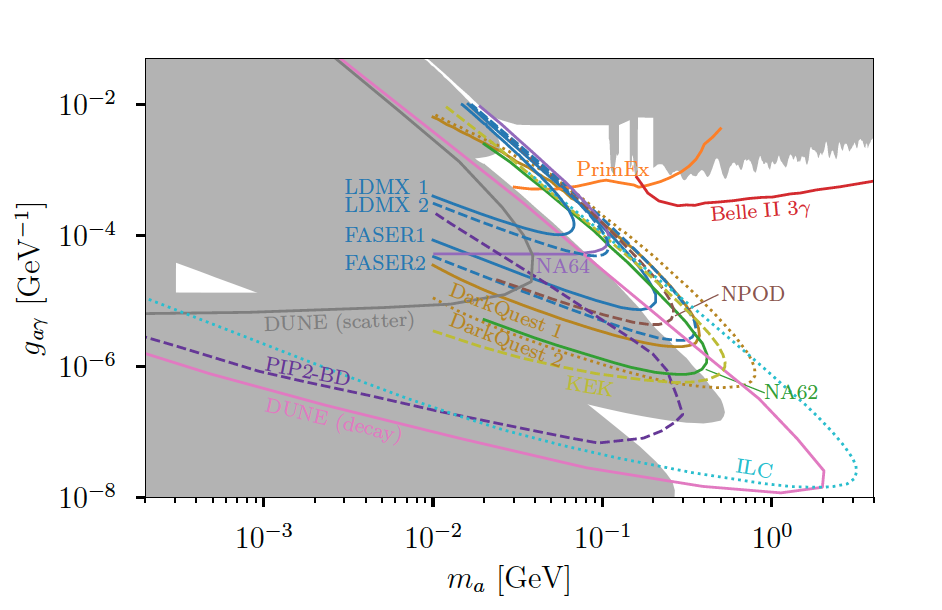 10⁻²
10⁻⁴
10⁻⁶
10⁻⁸
g_{aγ} [GeV⁻¹]
LDMX 1
LDMX 2
FASER1
FASER2
PrimEx
Belle II 3γ
NA64
NPOD
DUNE (scatter)
DarkQuest 1
DarkQuest 2
PIP2-BD
KEK
NA62
DUNE (decay)
ILC
10⁻³
10⁻²
10⁻¹
10⁰
m_a [GeV]